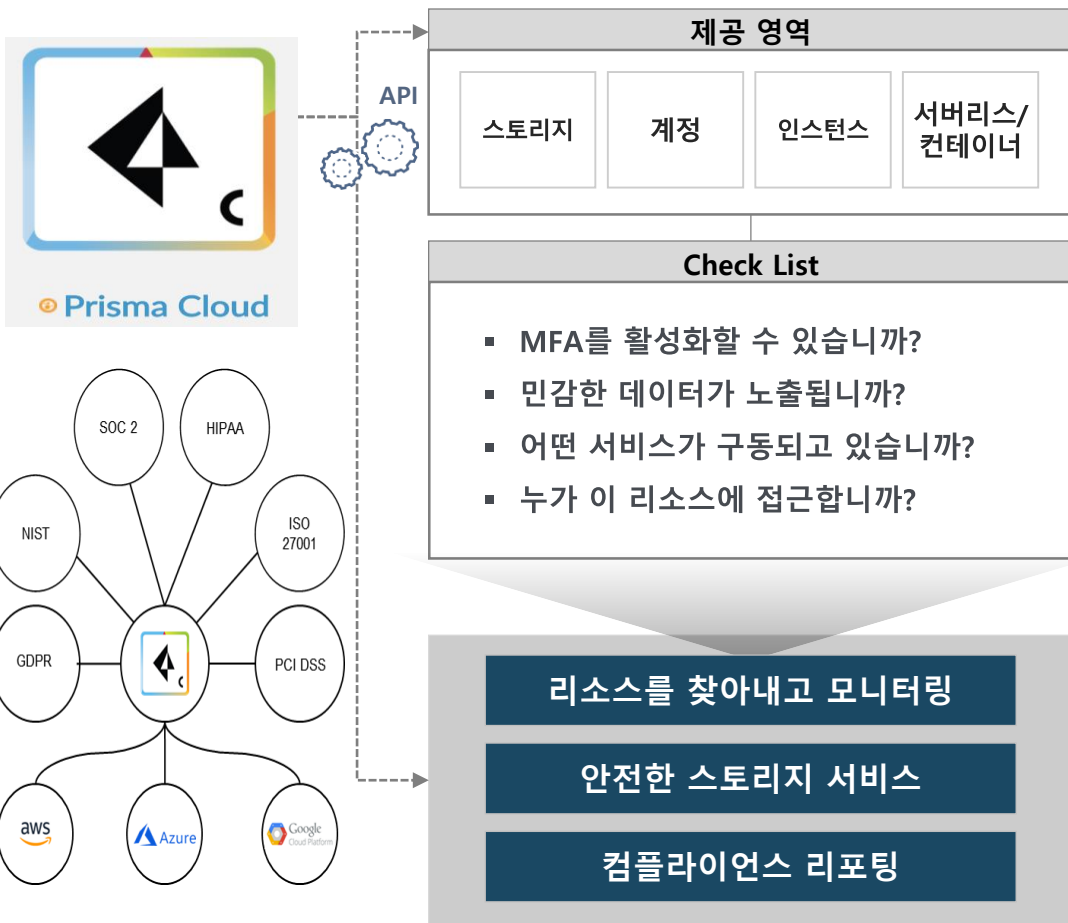 제공 영역
API
스토리지
계정
인스턴스
서버리스/
컨테이너
Prisma Cloud
Check List
▪ MFA를 활성화할 수 있습니까?
▪ 민감한 데이터가 노출됩니까?
▪ 어떤 서비스가 구동되고 있습니까?
▪ 누가 이 리소스에 접근합니까?
SOC 2
HIPAA
NIST
ISO
27001
GDPR
PCI DSS
aws
Azure
Google
Cloud Platform
리소스를 찾아내고 모니터링
안전한 스토리지 서비스
컴플라이언스 리포팅